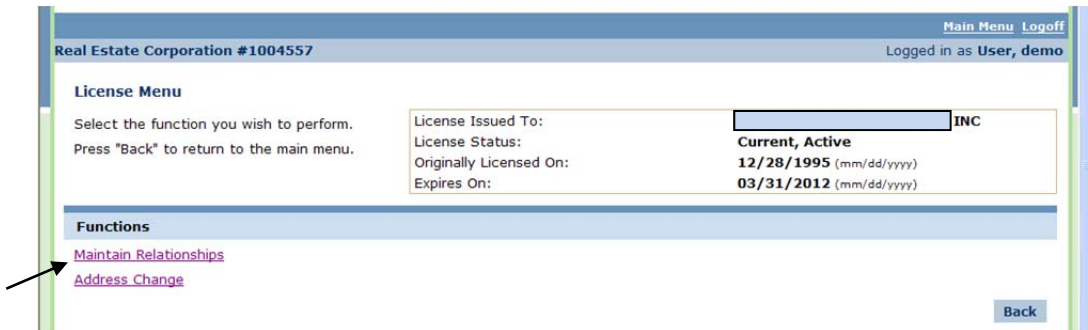 Main Menu Logoff
Real Estate Corporation #1004557 Logged in as User, demo
License Menu
Select the function you wish to perform.
Press "Back" to return to the main menu.
License Issued To: INC
License Status: Current, Active
Originally Licensed On: 12/28/1995 (mm/dd/yyyy)
Expires On: 03/31/2012 (mm/dd/yyyy)
Functions
Maintain Relationships
Address Change
Back